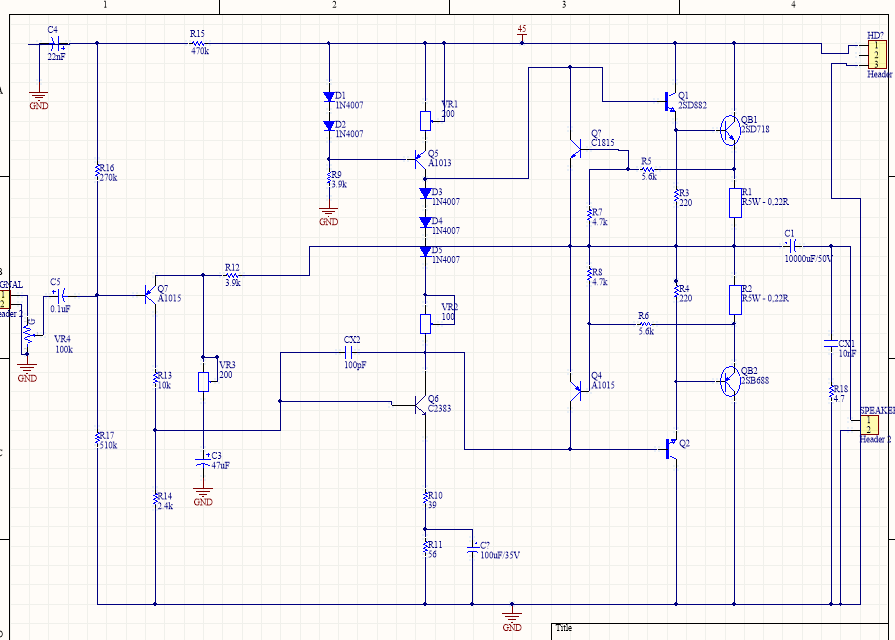 1
2
3
4
C4
22nF
GND
R15
470k
45
HD?
1
2
3
Header
D1
1N4007
D2
1N4007
VR1
200
Q1
2SD882
QB1
2SD718
Q?
C1815
Q5
A1013
R16
270k
R9
3.9k
GND
R5
5.6k
D3
1N4007
R3
220
R1
R5W - 0,22R
R7
4.7k
D4
1N4007
C1
10000uF/50V
D5
1N4007
R12
3.9k
R8
4.7k
C5
0.1uF
Q7
A1015
GNAL
1
2
eader 2
R4
220
R2
R5W - 0,22R
VR2
100
R6
5.6k
VR4
100k
CX2
100pF
CX1
10nF
GND
R13
10k
VR3
200
Q4
A1015
QB2
2SB688
R18
4.7
Q6
C2383
SPEAKE
1
2
Header 2
R17
510k
Q2
C3
47uF
GND
R14
2.4k
R10
39
R11
56
C?
100uF/35V
GND
Title